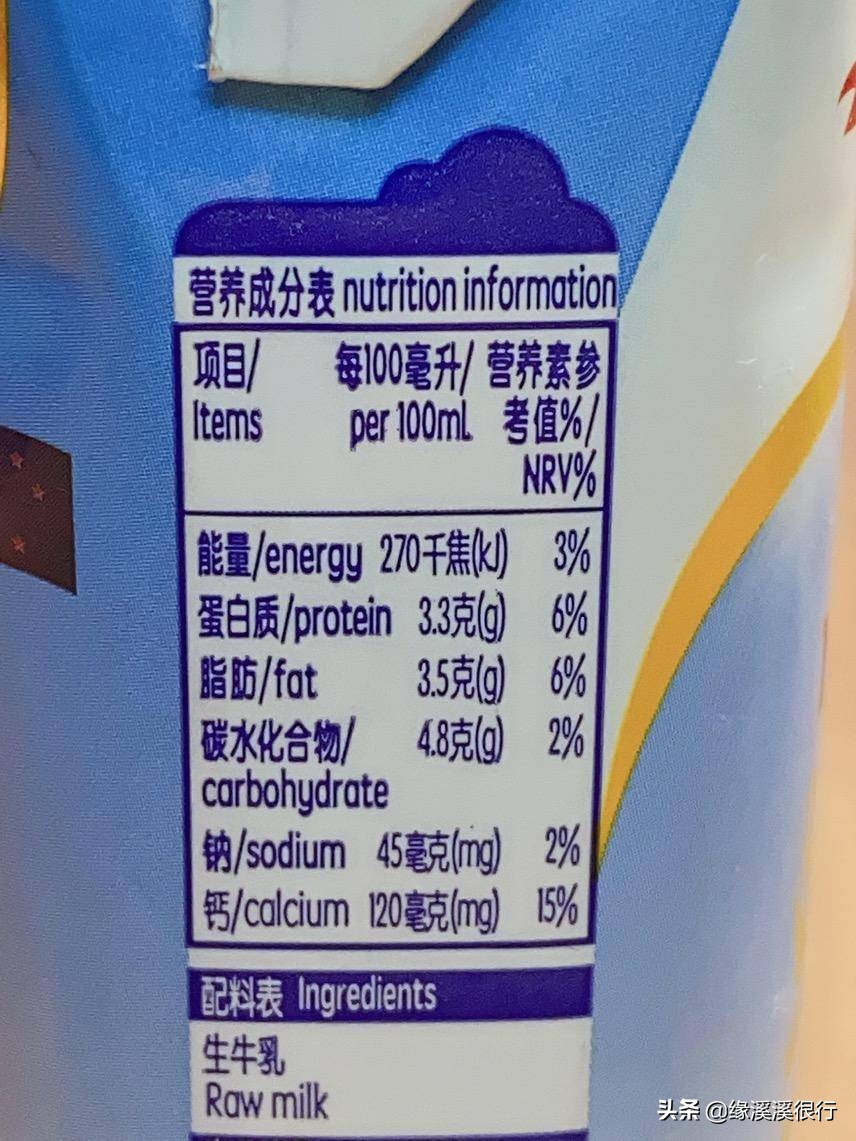 营养成分表 nutrition information
项目/ 每100毫升/ 营养素参
Items per 100mL 考值%/
NRV%
能量/energy 270千焦(kJ) 3%
蛋白质/protein 3.3克(g) 6%
脂肪/fat 3.5克(g) 6%
碳水化合物/ 4.8克(g) 2%
carbohydrate
钠/sodium 45毫克(mg) 2%
钙/calcium 120毫克(mg) 15%
配料表 Ingredients
生牛乳
Raw milk
头条 @缘溪溪很行